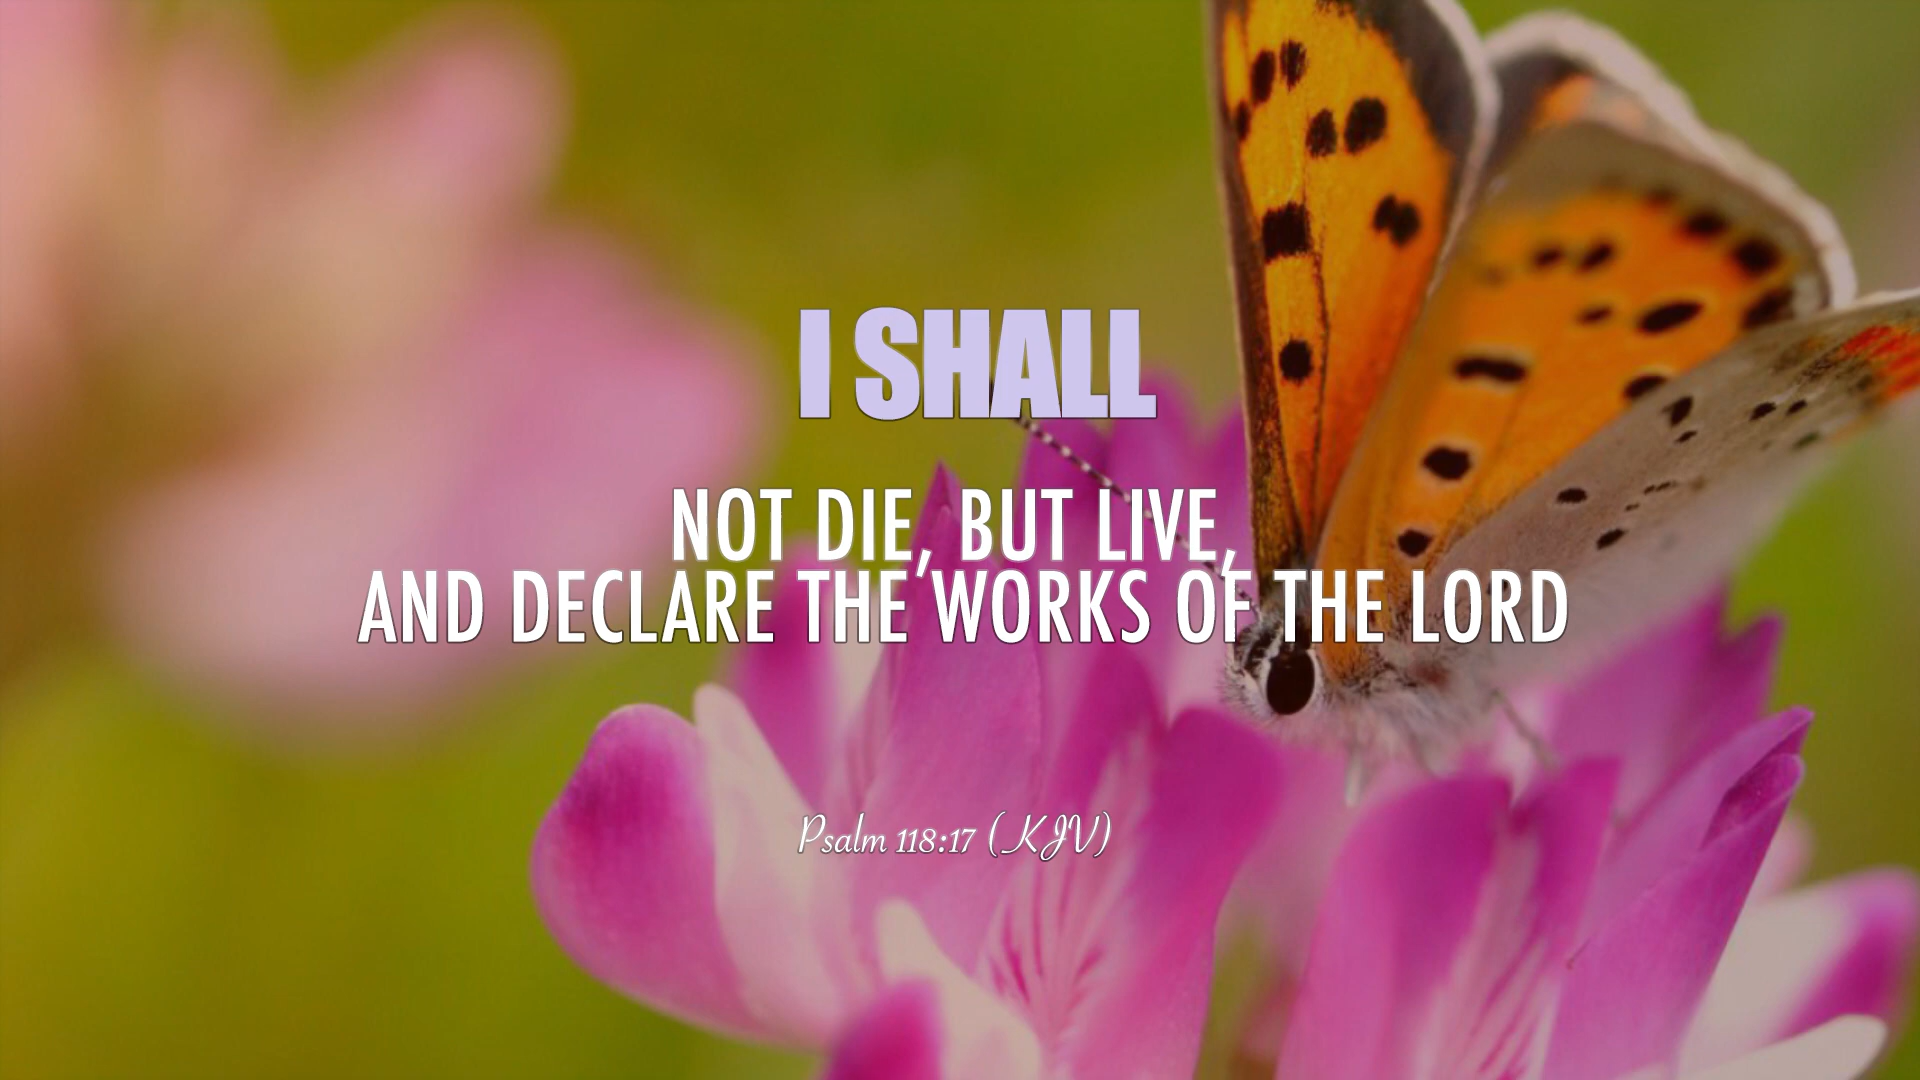 I SHALL
NOT DIE, BUT LIVE,
AND DECLARE THE WORKS OF THE LORD
Psalm 118:17 (KJV)